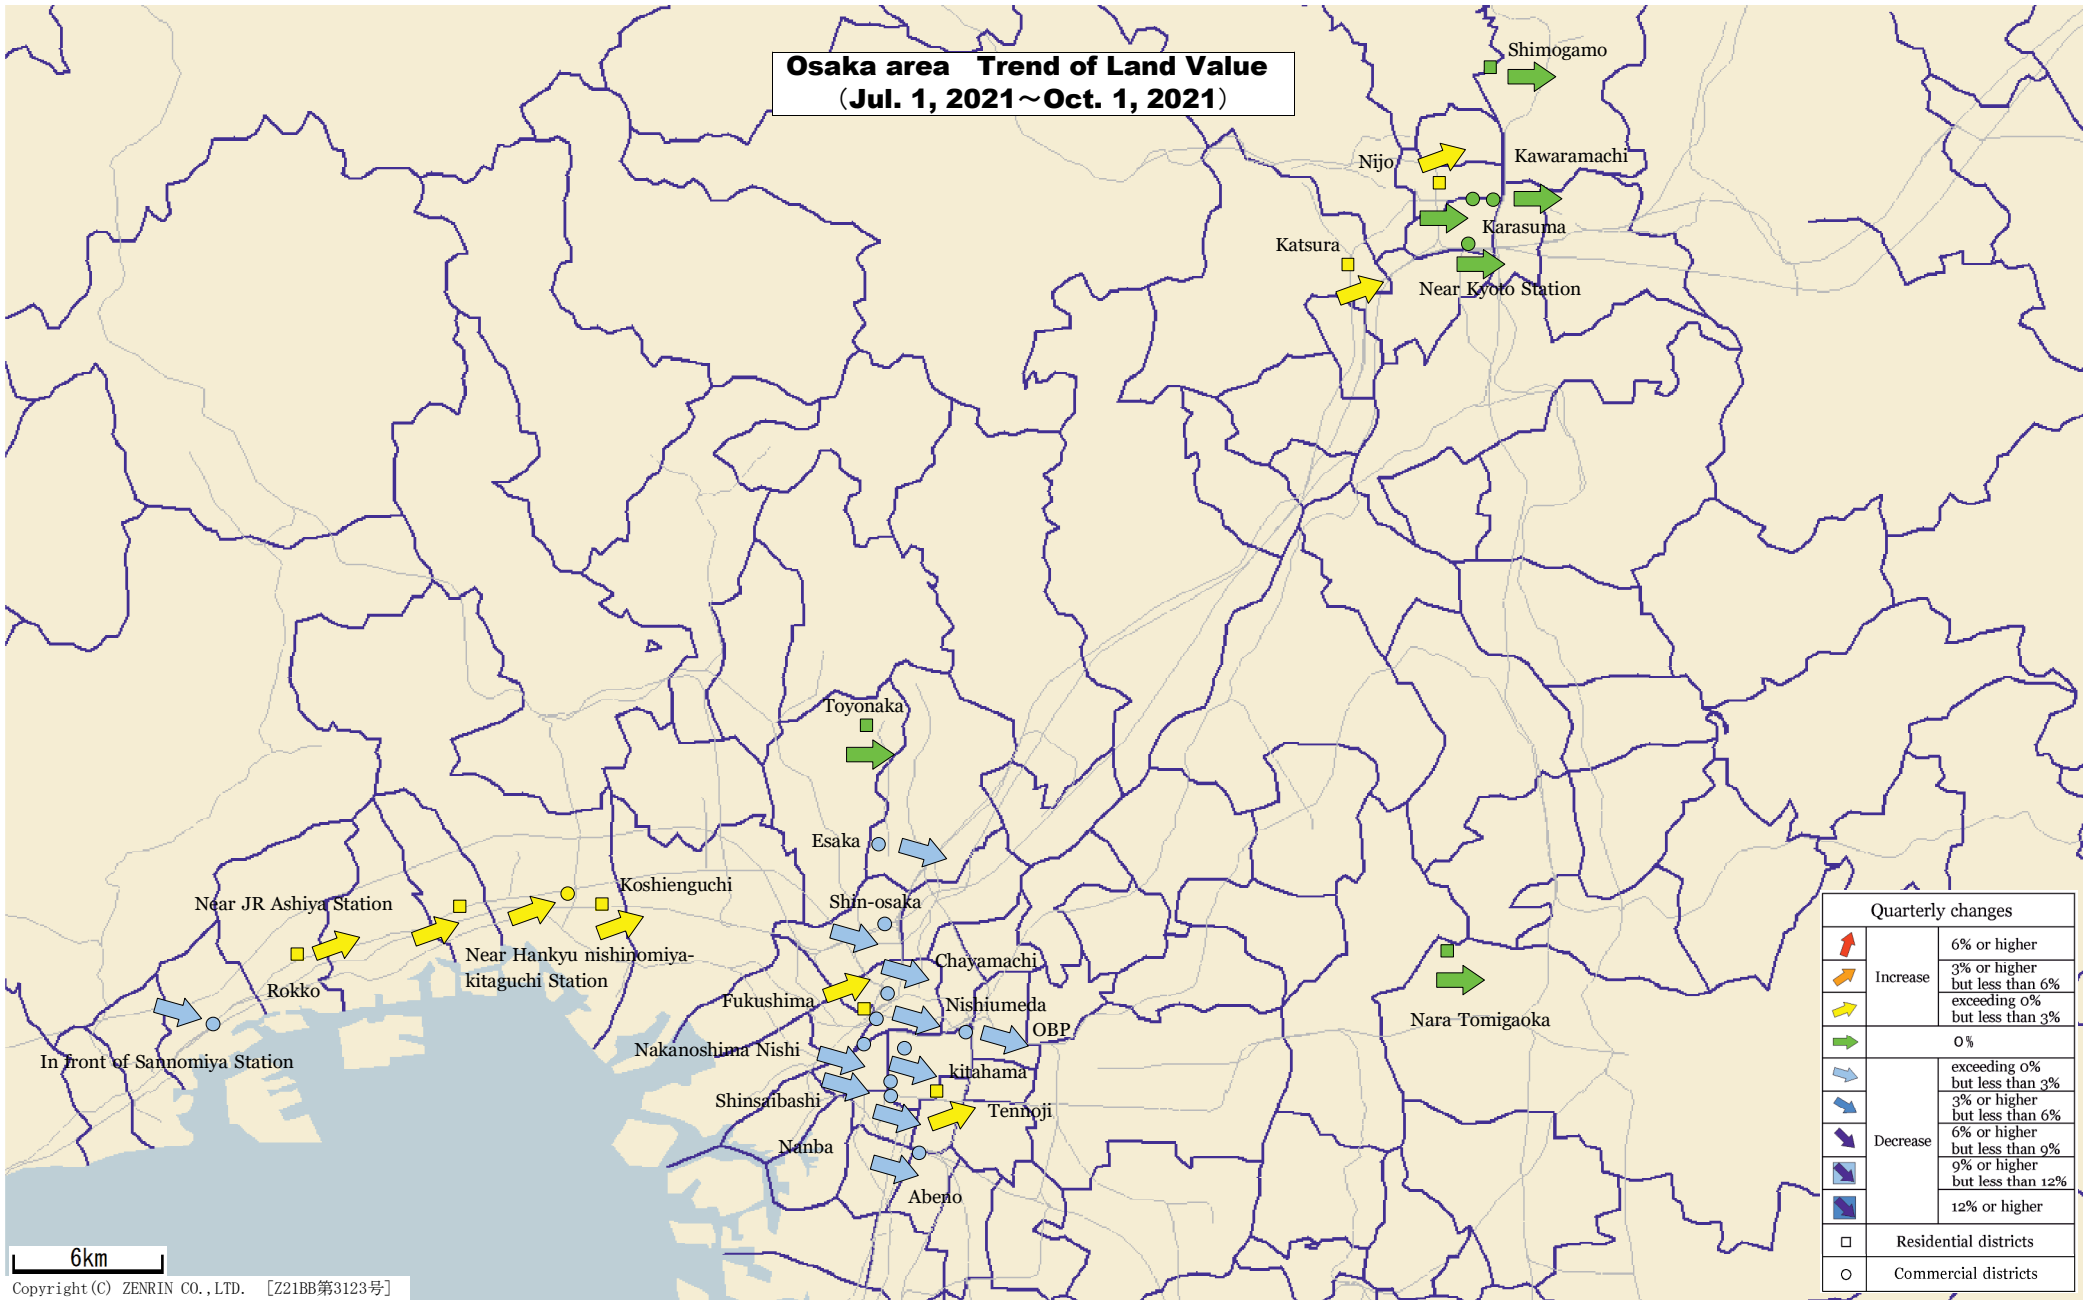 Osaka area Trend of Land Value
（Jul. 1, 2021～Oct. 1, 2021）
Shimogamo
Nijo
Kawaramachi
Karasuma
Katsura
Near Kyoto Station
Toyonaka
Esaka
Koshienguchi
Near JR Ashiya Station
Shin-osaka
Near Hankyu nishinomiya-
kitaguchi Station
Chayamachi
Rokko
Fukushima
Nishiumeda
OBP
Nara Tomigaoka
Nakanoshima Nishi
In front of Sannomiya Station
kitahama
Shinsaibashi
Tennoji
Nanba
Abeno
Quarterly changes
Increase
6% or higher
3% or higher
but less than 6%
exceeding 0%
but less than 3%
0%
Decrease
exceeding 0%
but less than 3%
3% or higher
but less than 6%
6% or higher
but less than 9%
9% or higher
but less than 12%
12% or higher
Residential districts
Commercial districts
6km
Copyright(C) ZENRIN CO.,LTD. [Z21BB第3123号]